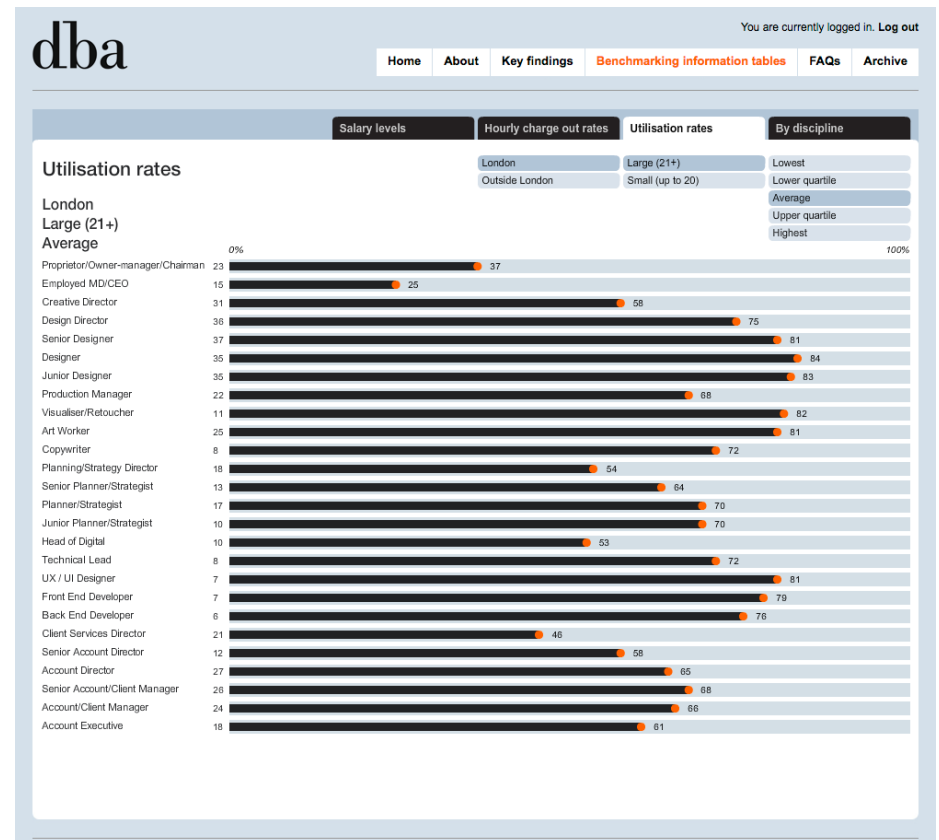 dba
You are currently logged in. Log out
Home About Key findings Benchmarking information tables FAQs Archive
Salary levels Hourly charge out rates Utilisation rates By discipline
Utilisation rates
London Large (21+) Lowest
Outside London Small (up to 20) Lower quartile
Average
Upper quartile
Highest
London
Large (21+)
Average
0% 100%
Proprietor/Owner-manager/Chairman 23 37
Employed MD/CEO 15 25
Creative Director 31 58
Design Director 36 75
Senior Designer 37 81
Designer 35 84
Junior Designer 35 83
Production Manager 22 68
Visualiser/Retoucher 11 82
Art Worker 25 81
Copywriter 8 72
Planning/Strategy Director 18 54
Senior Planner/Strategist 13 64
Planner/Strategist 17 70
Junior Planner/Strategist 10 70
Head of Digital 10 53
Technical Lead 8 72
UX / UI Designer 7 81
Front End Developer 7 79
Back End Developer 6 76
Client Services Director 21 46
Senior Account Director 12 58
Account Director 27 65
Senior Account/Client Manager 26 68
Account/Client Manager 24 66
Account Executive 18 61